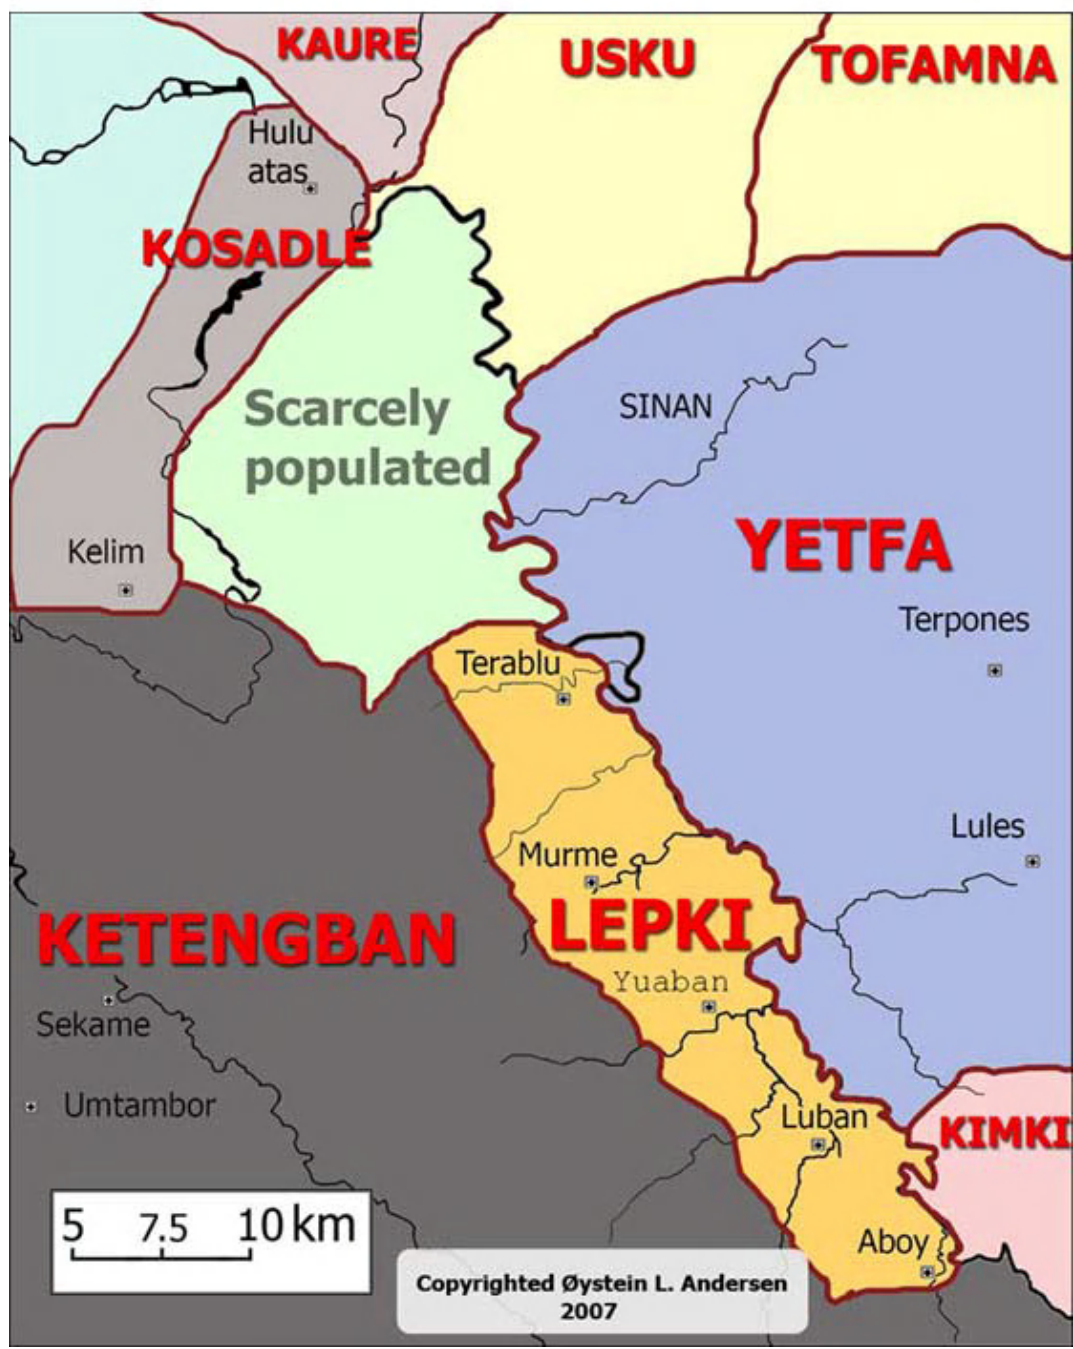 KAURE
USKU
TOFAMNA
Hulu
atas
KOSADLE
Scarcely
populated
SINAN
YETFA
Kelim
Terpones
Terablu
Lules
Murme
KETENGBAN
LEPKI
Yuaban
Sekame
Umtambor
Luban
KIMKI
5 7.5 10 km
Aboy
Copyrighted Øystein L. Andersen
2007